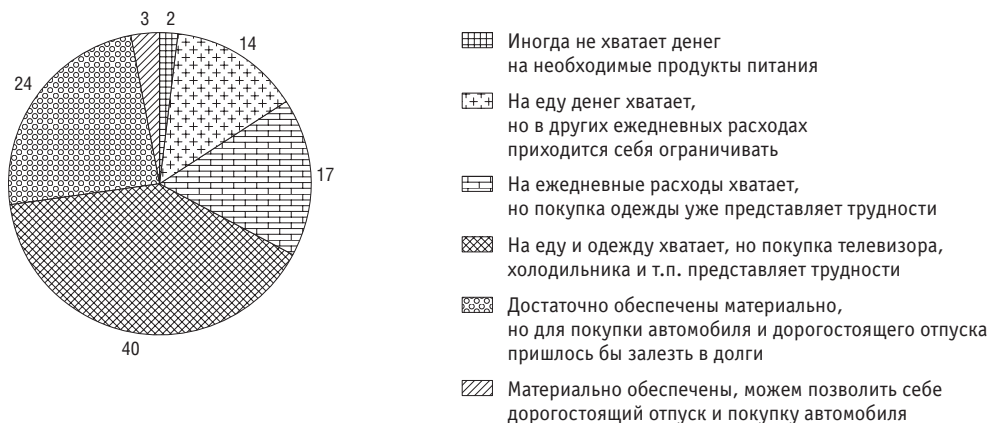 3
2
14
24
17
40
Иногда не хватает денег
на необходимые продукты питания
На еду денег хватает,
но в других ежедневных расходах
приходится себя ограничивать
На ежедневные расходы хватает,
но покупка одежды уже представляет трудности
На еду и одежду хватает, но покупка телевизора,
холодильника и т.п. представляет трудности
Достаточно обеспечены материально,
но для покупки автомобиля и дорогостоящего отпуска
пришлось бы залезть в долги
Материально обеспечены, можем позволить себе
дорогостоящий отпуск и покупку автомобиля